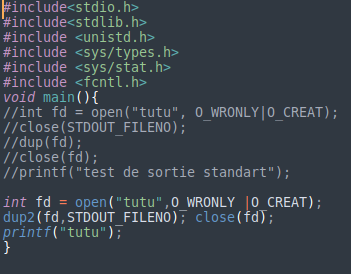 #include<stdio.h>
#include<stdlib.h>
#include <unistd.h>
#include <sys/types.h>
#include <sys/stat.h>
#include <fcntl.h>
void main(){
//int fd = open("tutu", O_WRONLY|O_CREAT);
//close(STDOUT_FILENO);
//dup(fd);
//close(fd);
//printf("test de sortie standart");
int fd = open("tutu",O_WRONLY |O_CREAT);
dup2(fd,STDOUT_FILENO); close(fd);
printf("tutu");
}